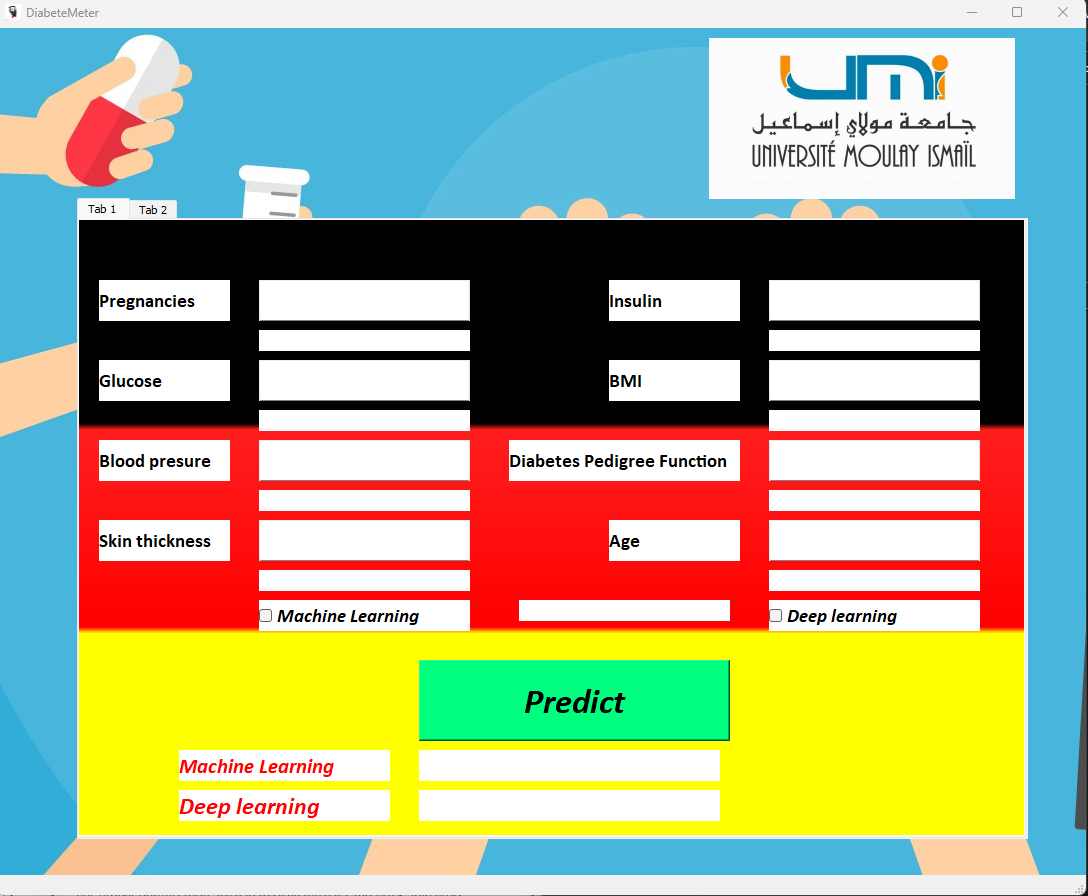 DiabeteMeter
umi
جامعة مولاي إسماعيل
UNIVERSITÉ MOULAY ISMAÏL
Tab 1
Tab 2
Pregnancies
Insulin
Glucose
BMI
Blood presure
Diabetes Pedigree Function
Skin thickness
Age
Machine Learning
Deep learning
Predict
Machine Learning
Deep learning